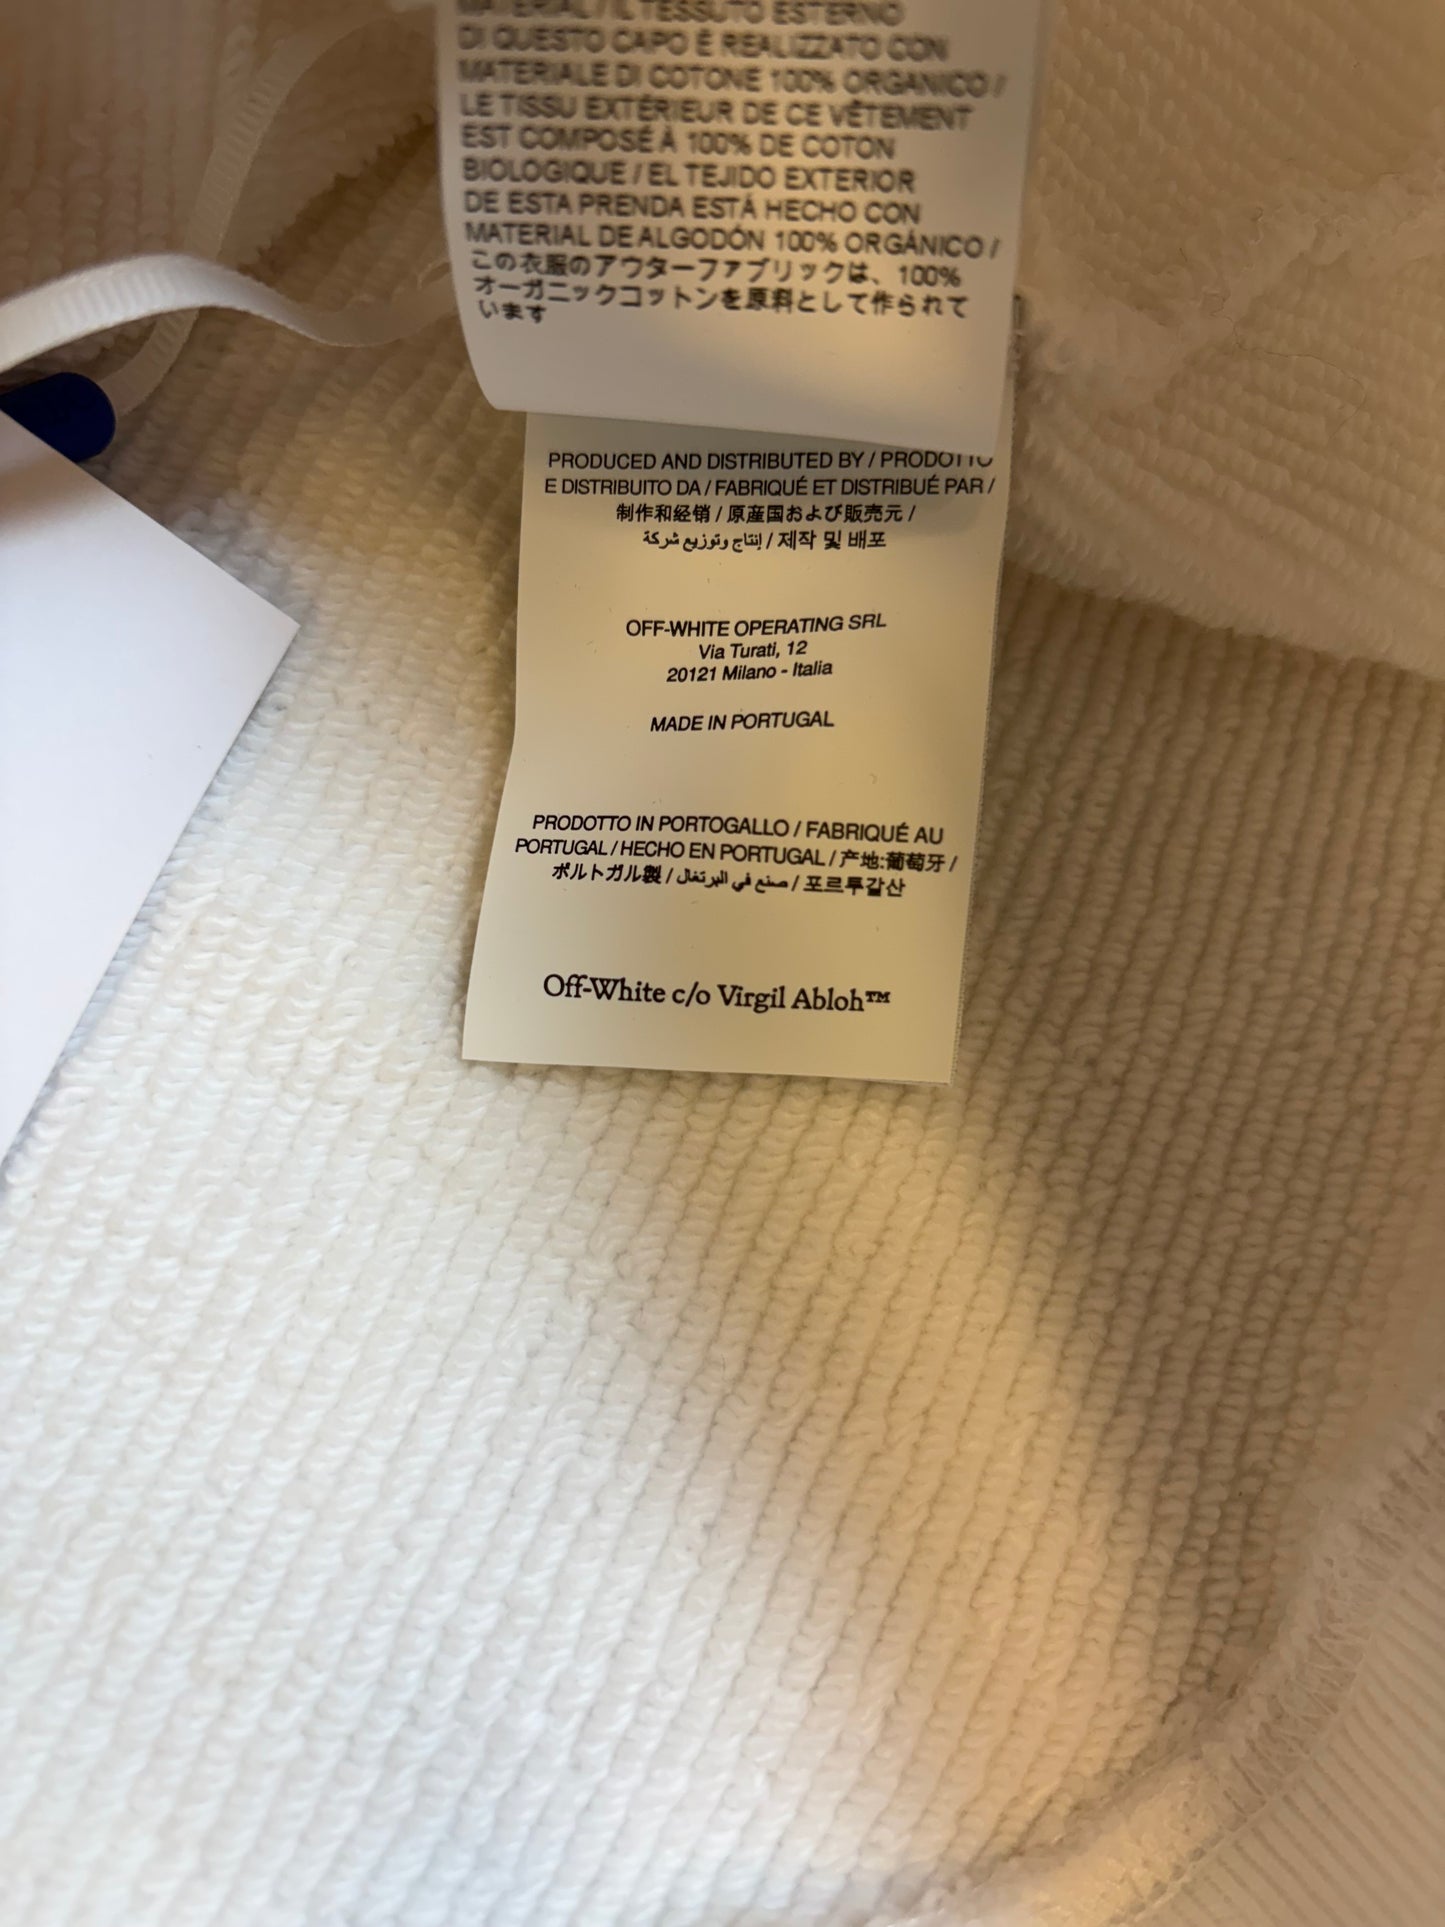 MATERIAL / IL TESSUTO ESTERNO
DI QUESTO CAPO È REALIZZATO CON
MATERIALE DI COTONE 100% ORGANICO /
LE TISSU EXTÉRIEUR DE CE VÊTEMENT
EST COMPOSÉ À 100% DE COTON
BIOLOGIQUE / EL TEJIDO EXTERIOR
DE ESTA PRENDA ESTÁ HECHO CON
MATERIAL DE ALGODÓN 100% ORGÁNICO /
この衣服のアウターファブリックは、100%
オーガニックコットンを原料として作られて
います
PRODUCED AND DISTRIBUTED BY / PRODOTTO
E DISTRIBUITO DA / FABRIQUÉ ET DISTRIBUÉ PAR /
制作和经销 / 原産国および販売元 /
إنتاج وتوزيع شركة / 제작 및 배포
OFF-WHITE OPERATING SRL
Via Turati, 12
20121 Milano - Italia
MADE IN PORTUGAL
PRODOTTO IN PORTOGALLO / FABRIQUÉ AU
PORTUGAL / HECHO EN PORTUGAL / 产地:葡萄牙 /
ポルトガル製 / صنع في البرتغال / 포르투갈산
Off-White c/o Virgil Abloh™